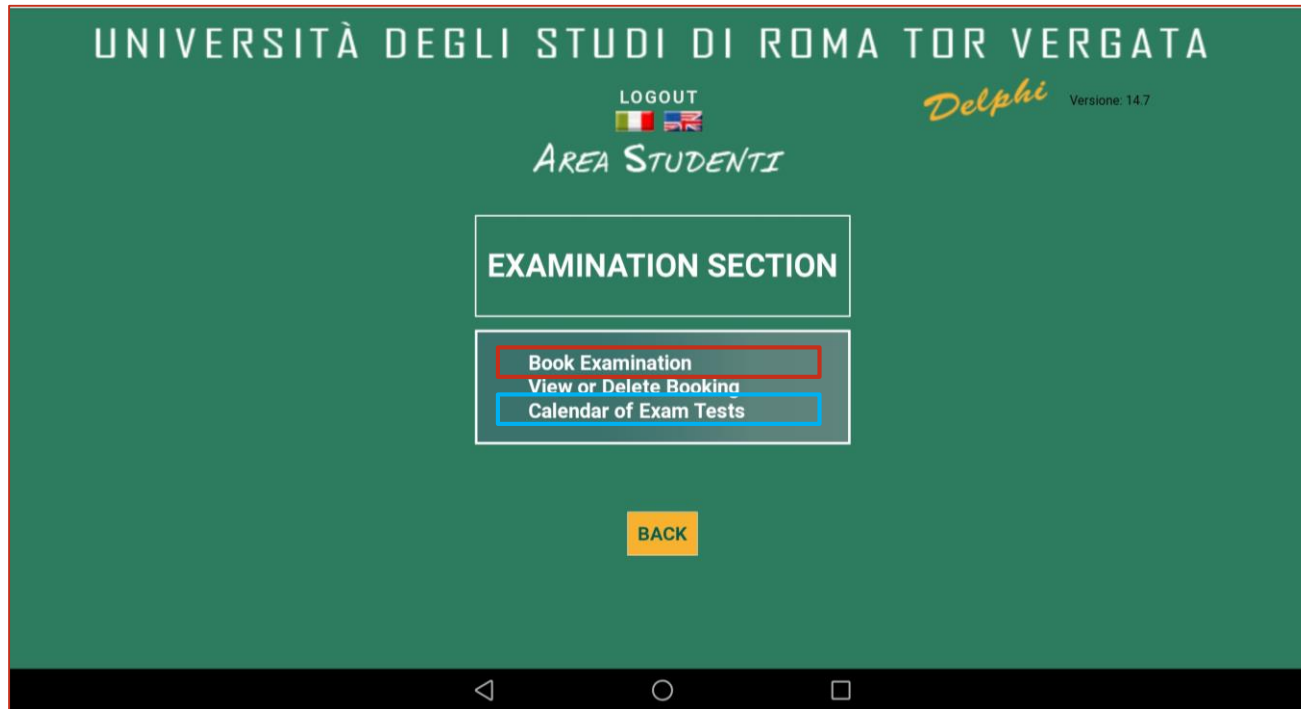 UNIVERSITÀ DEGLI STUDI DI ROMA TOR VERGATA
LOGOUT
Delphi Versione: 14.7
AREA STUDENTI
EXAMINATION SECTION
Book Examination
View or Delete Booking
Calendar of Exam Tests
BACK